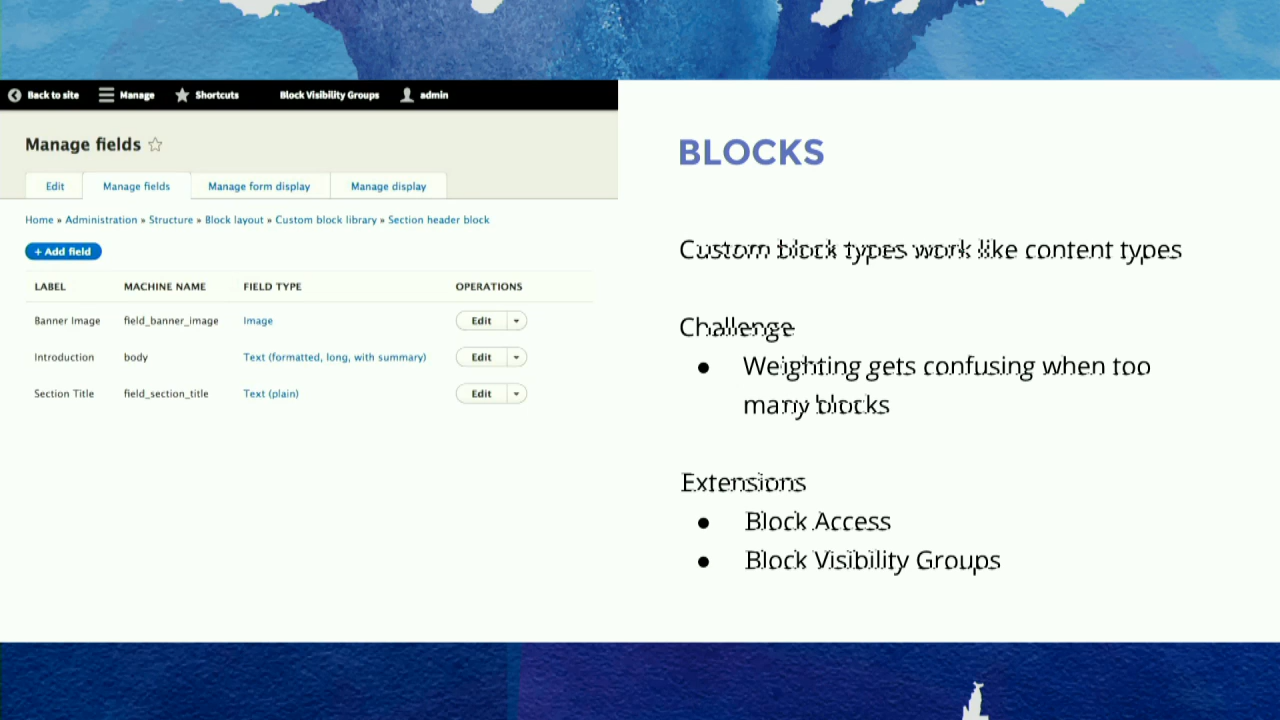 Back to site Manage Shortcuts Block Visibility Groups admin
Manage fields
Edit Manage fields Manage form display Manage display
Home » Administration » Structure » Block layout » Custom block library » Section header block
+ Add field
LABEL MACHINE NAME FIELD TYPE OPERATIONS
Banner Image field_banner_image Image Edit
Introduction body Text (formatted, long, with summary) Edit
Section Title field_section_title Text (plain) Edit
BLOCKS
Custom block types work like content types
Challenge
● Weighting gets confusing when too
many blocks
Extensions
● Block Access
● Block Visibility Groups